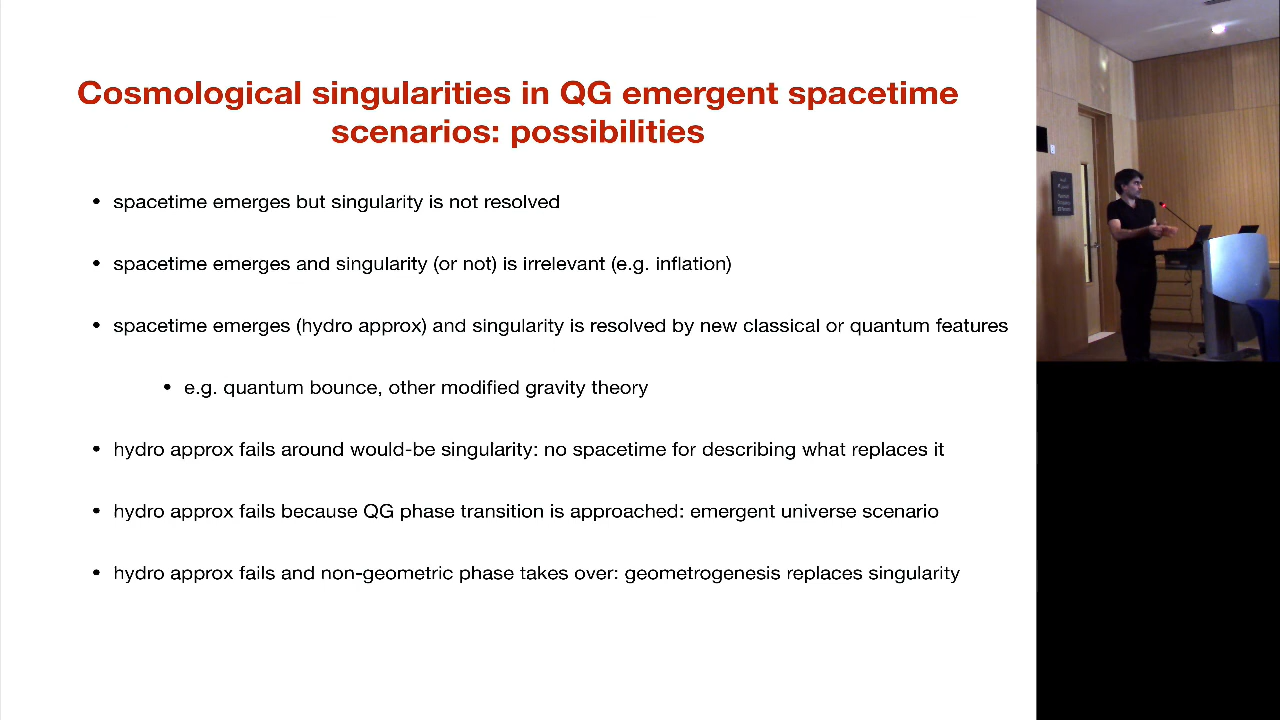 Cosmological singularities in QG emergent spacetime
scenarios: possibilities
• spacetime emerges but singularity is not resolved
• spacetime emerges and singularity (or not) is irrelevant (e.g. inflation)
• spacetime emerges (hydro approx) and singularity is resolved by new classical or quantum features
• e.g. quantum bounce, other modified gravity theory
• hydro approx fails around would-be singularity: no spacetime for describing what replaces it
• hydro approx fails because QG phase transition is approached: emergent universe scenario
• hydro approx fails and non-geometric phase takes over: geometrogenesis replaces singularity